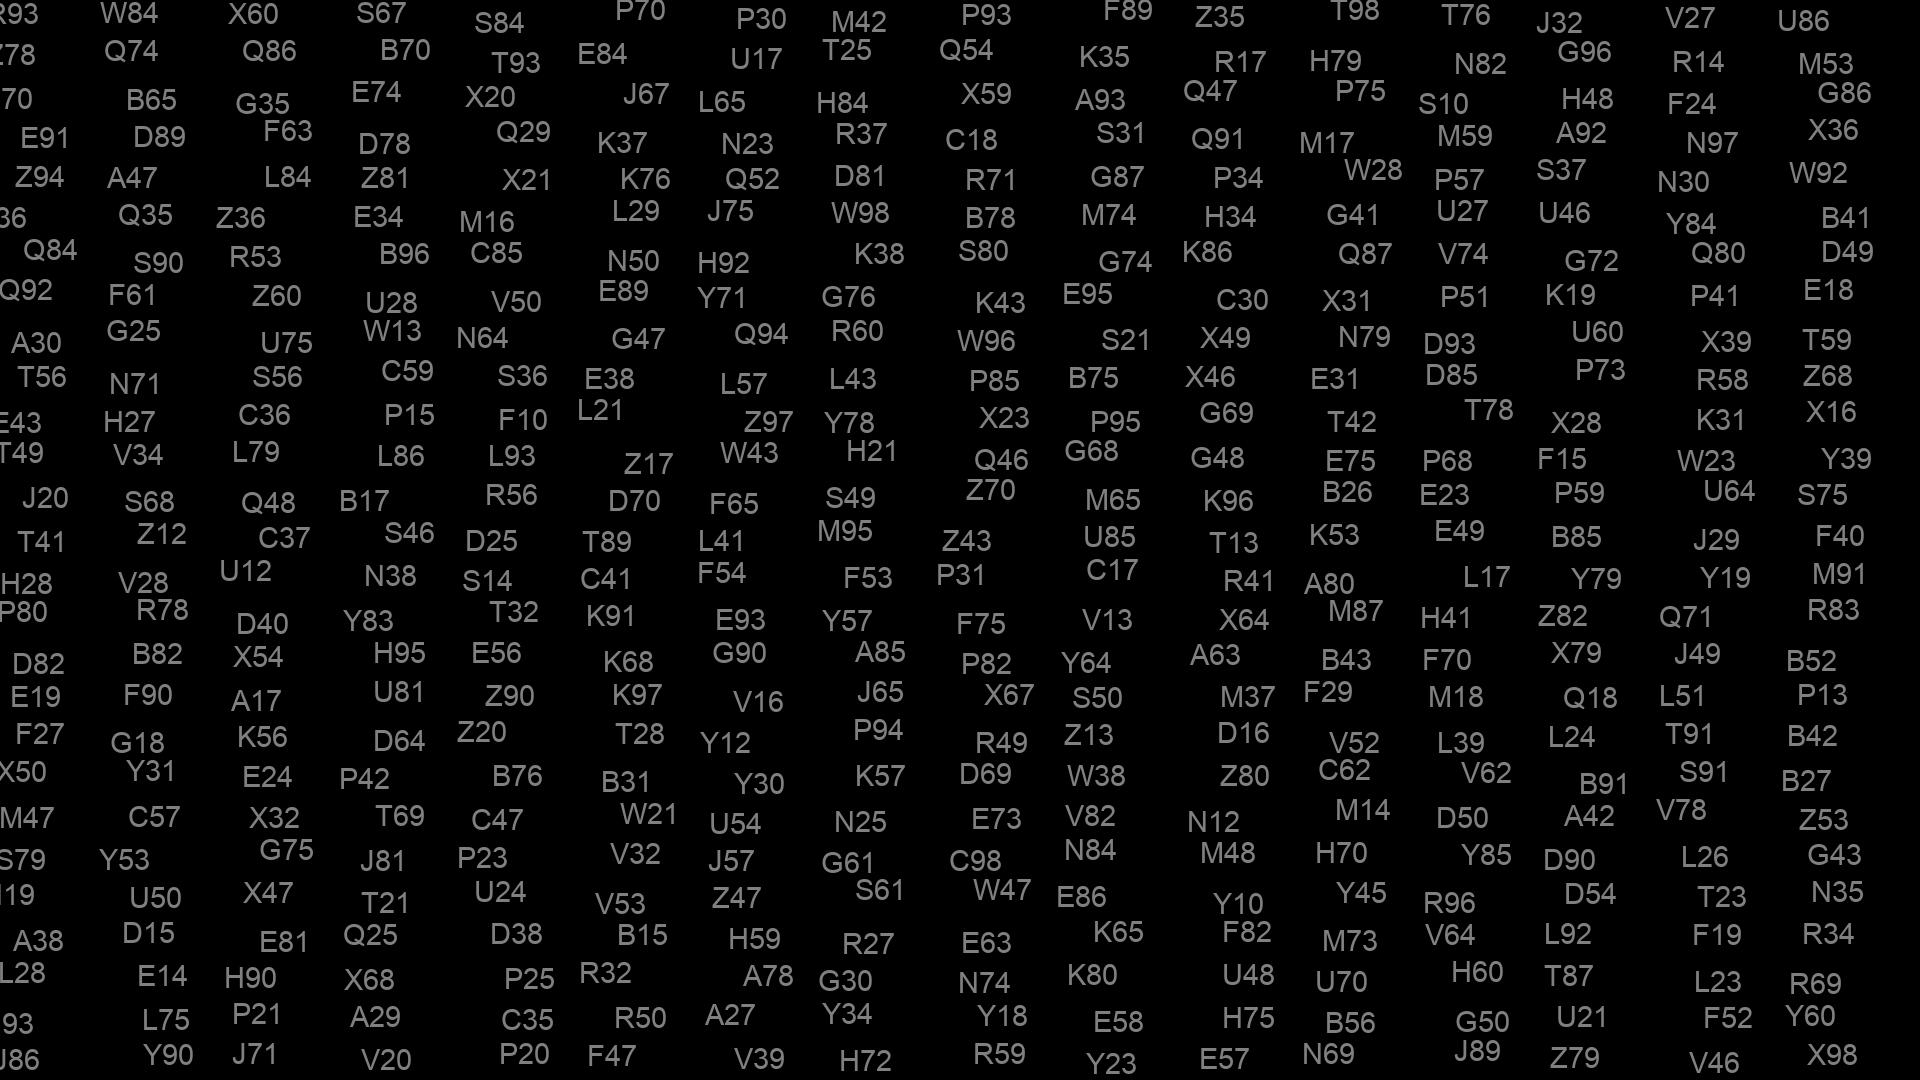 R93 W84 X60 S67 S84 P70 P30 M42 P93 F89 Z35 T98 T76 J32 V27 U86
Z78 Q74 Q86 B70 T93 E84 U17 T25 Q54 K35 R17 H79 N82 G96 R14 M53
70 B65 G35 E74 X20 J67 L65 H84 X59 A93 Q47 P75 S10 H48 F24 G86
E91 D89 F63 D78 Q29 K37 N23 R37 C18 S31 Q91 M17 M59 A92 N97 X36
Z94 A47 L84 Z81 X21 K76 Q52 D81 R71 G87 P34 W28 P57 S37 N30 W92
36 Q35 Z36 E34 M16 L29 J75 W98 B78 M74 H34 G41 U27 U46 Y84 B41
Q84 S90 R53 B96 C85 N50 H92 K38 S80 G74 K86 Q87 V74 G72 Q80 D49
Q92 F61 Z60 U28 V50 E89 Y71 G76 K43 E95 C30 X31 P51 K19 P41 E18
A30 G25 U75 W13 N64 G47 Q94 R60 W96 S21 X49 N79 D93 U60 X39 T59
T56 N71 S56 C59 S36 E38 L57 L43 P85 B75 X46 E31 D85 P73 R58 Z68
E43 H27 C36 P15 F10 L21 Z97 Y78 X23 P95 G69 T42 T78 X28 K31 X16
T49 V34 L79 L86 L93 Z17 W43 H21 Q46 G68 G48 E75 P68 F15 W23 Y39
J20 S68 Q48 B17 R56 D70 F65 S49 Z70 M65 K96 B26 E23 P59 U64 S75
T41 Z12 C37 S46 D25 T89 L41 M95 Z43 U85 T13 K53 E49 B85 J29 F40
H28 V28 U12 N38 S14 C41 F54 F53 P31 C17 R41 A80 L17 Y79 Y19 M91
P80 R78 D40 Y83 T32 K91 E93 Y57 F75 V13 X64 M87 H41 Z82 Q71 R83
D82 B82 X54 H95 E56 K68 G90 A85 P82 Y64 A63 B43 F70 X79 J49 B52
E19 F90 A17 U81 Z90 K97 V16 J65 X67 S50 M37 F29 M18 Q18 L51 P13
F27 G18 K56 D64 Z20 T28 Y12 P94 R49 Z13 D16 V52 L39 L24 T91 B42
X50 Y31 E24 P42 B76 B31 Y30 K57 D69 W38 Z80 C62 V62 B91 S91 B27
M47 C57 X32 T69 C47 W21 U54 N25 E73 V82 N12 M14 D50 A42 V78 Z53
S79 Y53 G75 J81 P23 V32 J57 G61 C98 N84 M48 H70 Y85 D90 L26 G43
19 U50 X47 T21 U24 V53 Z47 S61 W47 E86 Y10 Y45 R96 D54 T23 N35
A38 D15 E81 Q25 D38 B15 H59 R27 E63 K65 F82 M73 V64 L92 F19 R34
L28 E14 H90 X68 P25 R32 A78 G30 N74 K80 U48 U70 H60 T87 L23 R69
93 L75 P21 A29 C35 R50 A27 Y34 Y18 E58 H75 B56 G50 U21 F52 Y60
J86 Y90 J71 V20 P20 F47 V39 H72 R59 Y23 E57 N69 J89 Z79 V46 X98